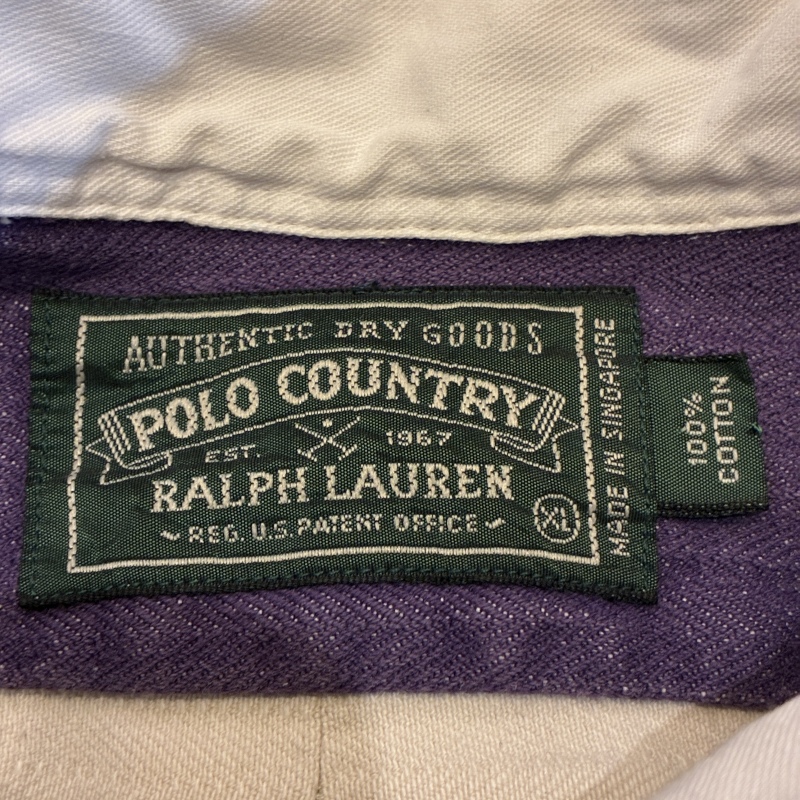 AUTHENTIC DRY GOODS
POLO COUNTRY
EST. 1967
RALPH LAUREN
REG. U.S. PATENT OFFICE
XL
MADE IN SINGAPORE
100%
COTTON